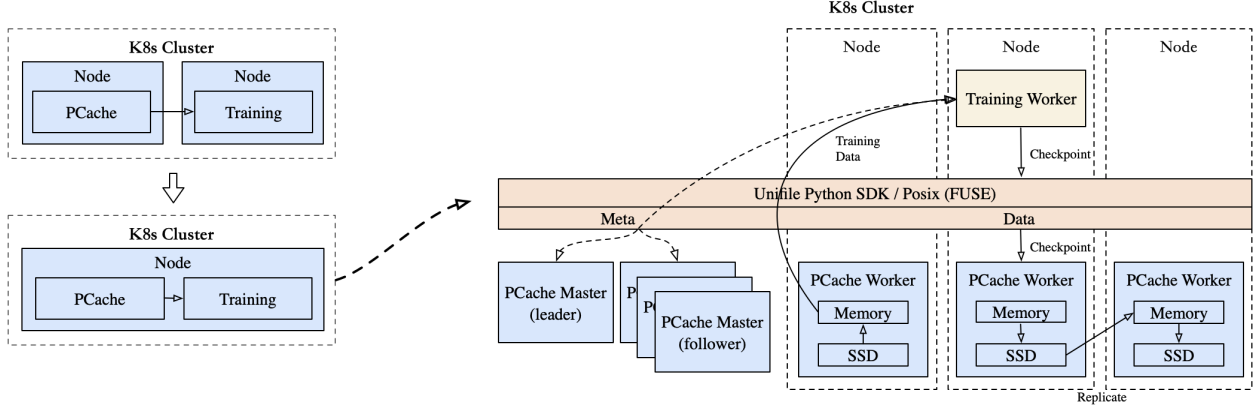 K8s Cluster
Node
Node
PCache
Training
K8s Cluster
Node
PCache
Training
K8s Cluster
Node
Node
Node
Training Worker
Training
Data
Checkpoint
Unifile Python SDK / Posix (FUSE)
Meta
Data
Checkpoint
PCache Master
(leader)
P
PC
PCache Master
(follower)
PCache Worker
Memory
SSD
PCache Worker
Memory
SSD
PCache Worker
Memory
SSD
Replicate